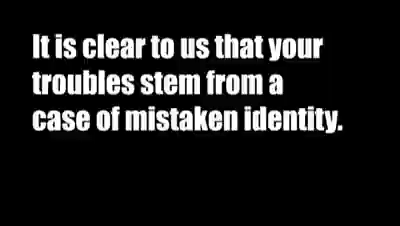 It is clear to us that your
troubles stem from a
case of mistaken identity.